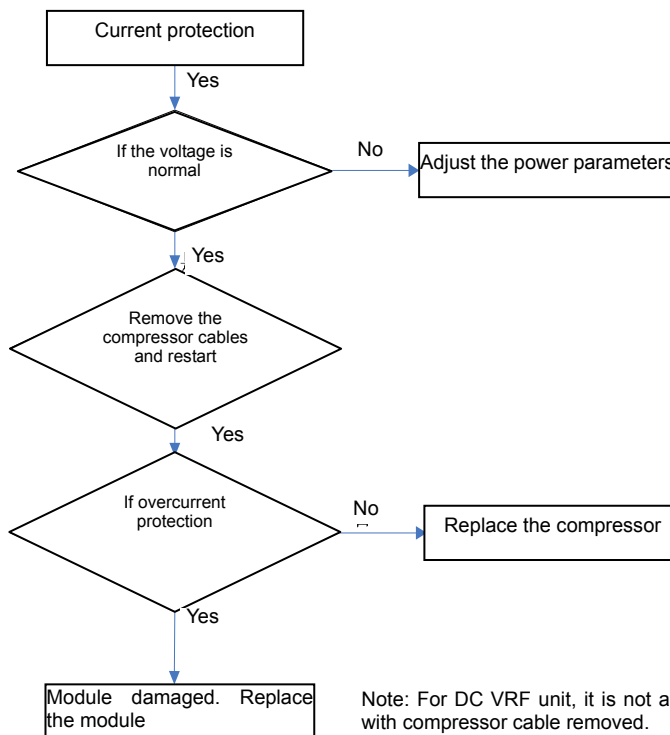 Current protection
Yes
If the voltage is
normal
No
Adjust the power parameters
Yes
Remove the
compressor cables
and restart
Yes
If overcurrent
protection
No
Replace the compressor
Yes
Module damaged. Replace
the module
Note: For DC VRF unit, it is not a
with compressor cable removed.